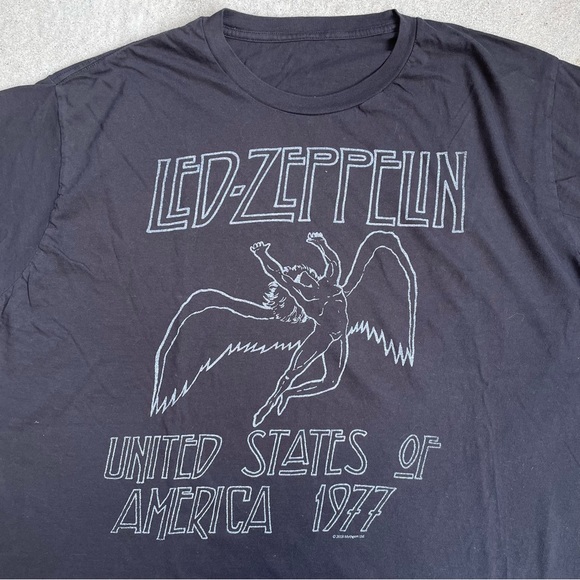 LED-ZEPPELIN
UNITED STATES OF
AMERICA 1977